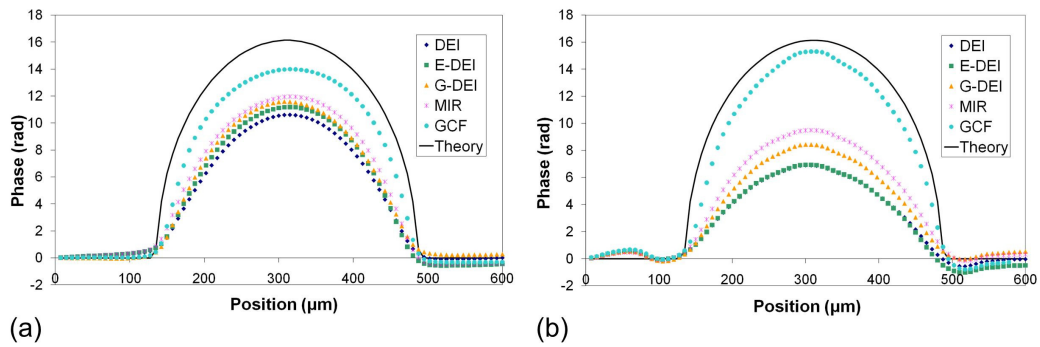 18
16
14
12
10
8
6
4
2
0
-2
0
100
200
300
400
500
600
Phase (rad)
Position (μm)
DEI
E-DEI
G-DEI
MIR
GCF
Theory
(a)
18
16
14
12
10
8
6
4
2
0
-2
0
100
200
300
400
500
600
Phase (rad)
Position (μm)
DEI
E-DEI
G-DEI
MIR
GCF
Theory
(b)